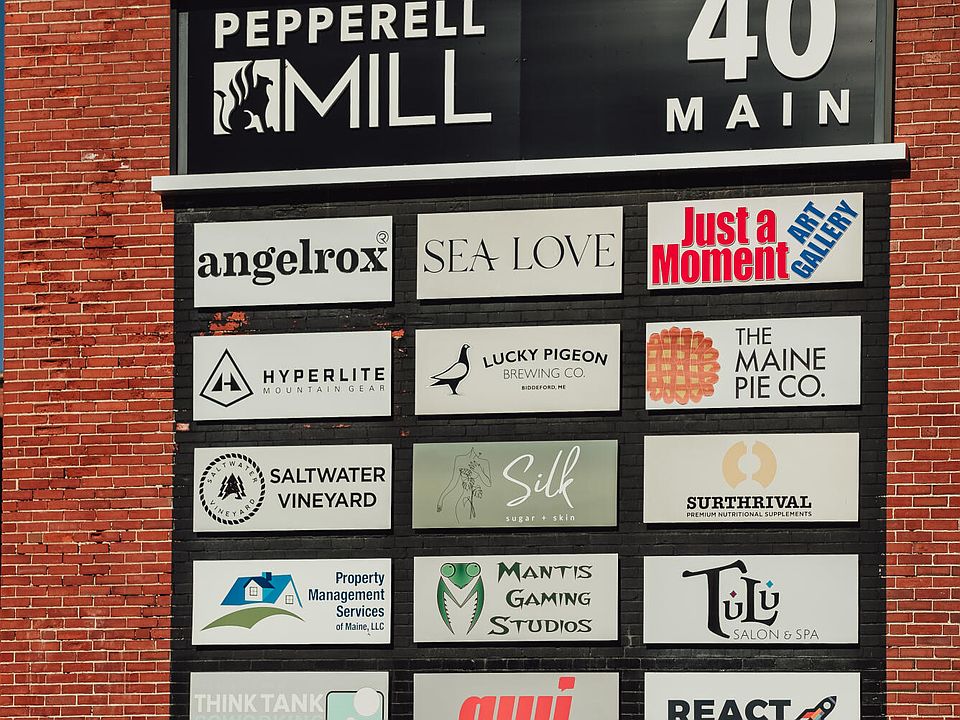 PEPPERELL
MILL
40
MAIN
angelrox®
SEA LOVE
Just a
Moment
ART
GALLERY
HYPERLITE
MOUNTAIN GEAR
LUCKY PIGEON
BREWING CO.
BIDDEFORD, ME
THE
MAINE
PIE CO.
SALTWATER
VINEYARD
SALTWATER
VINEYARD
Silk
sugar + skin
SURTHRIVAL
PREMIUM NUTRITIONAL SUPPLEMENTS
Property
Management
Services
of Maine, LLC
MANTIS
GAMING
STUDIOS
TuLu
SALON & SPA
THINK TANK
REACT